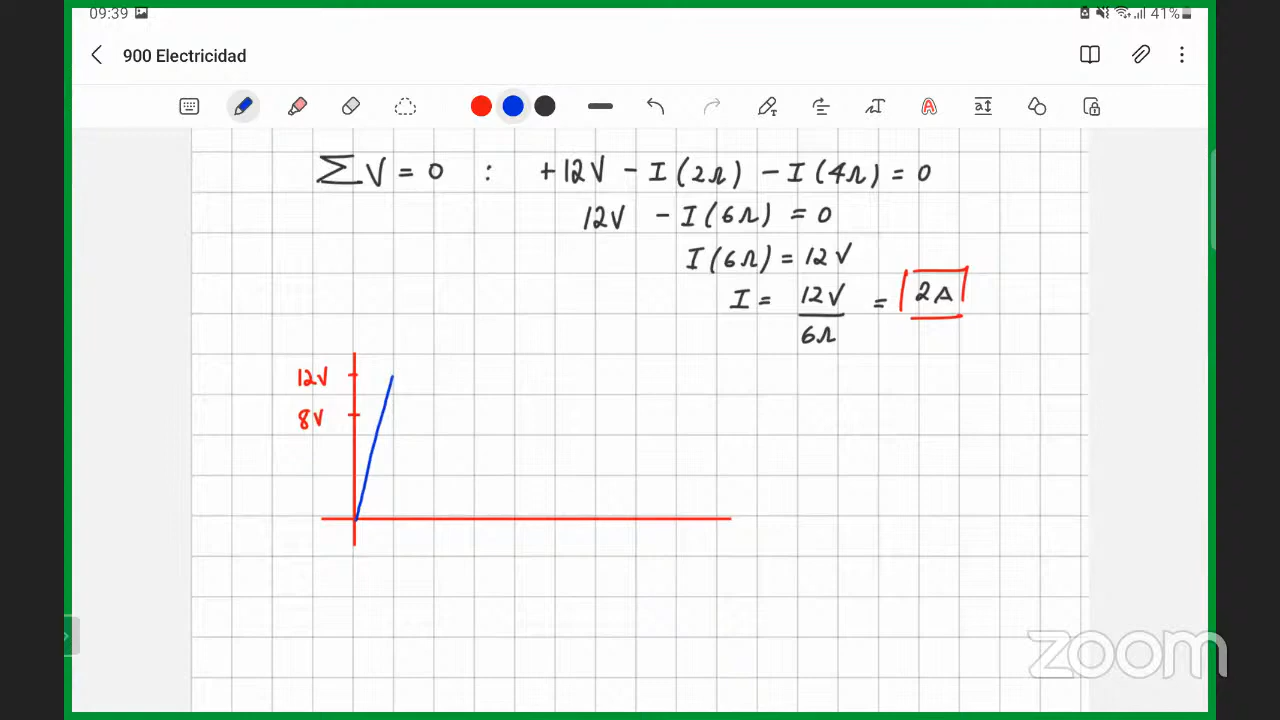 09:39 41%
900 Electricidad
Σ V = 0 : +12V - I (2Ω) - I (4Ω) = 0
12V - I (6Ω) = 0
I (6Ω) = 12V
I = 12V / 6Ω = 2A
12V
8V
zoom